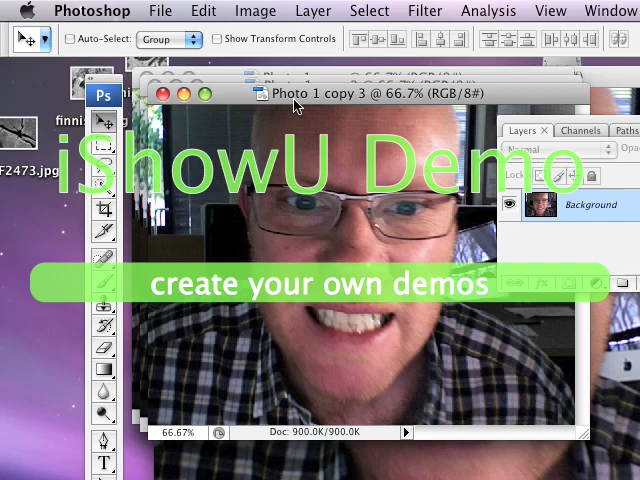 Photoshop File Edit Image Layer Select Filter Analysis View Window
Auto-Select: Group Show Transform Controls
Photo 1 copy 3 @ 66.7% (RGB/8#)
Ps
finni
F2473.jpg
iShowU Demo
create your own demos
Layers × Channels Paths
Normal
Lock:
Background
66.67% Doc: 900.0K/900.0K
T